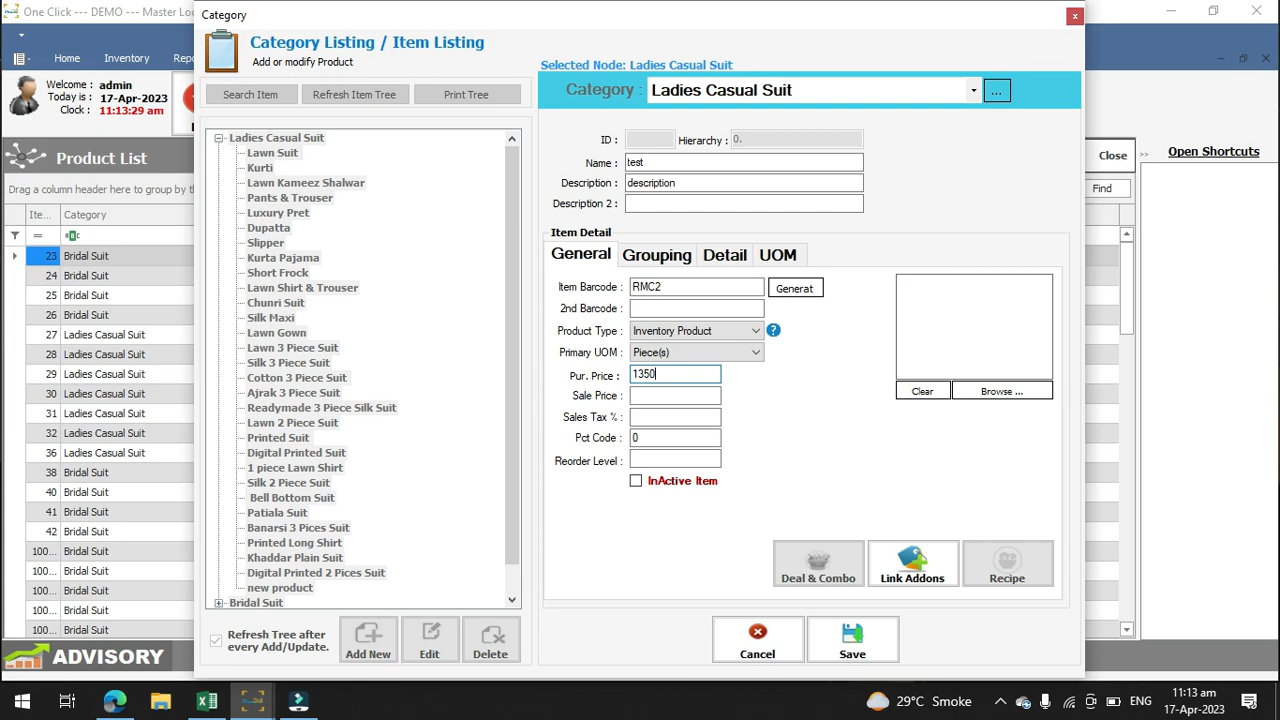 One Click --- DEMO --- Master Loc
Category
x
Home Inventory Repo
Welcome : admin
Today is : 17-Apr-2023
Clock : 11:13:29 am
Product List
Drag a column header here to group by th
Ite... Category
=
23 Bridal Suit
24 Bridal Suit
25 Bridal Suit
26 Bridal Suit
27 Ladies Casual Suit
28 Ladies Casual Suit
29 Ladies Casual Suit
30 Ladies Casual Suit
31 Ladies Casual Suit
32 Ladies Casual Suit
36 Ladies Casual Suit
38 Bridal Suit
40 Bridal Suit
41 Bridal Suit
42 Bridal Suit
100... Bridal Suit
100... Bridal Suit
100... Bridal Suit
100... Bridal Suit
100... Bridal Suit
ADVISORY
Category Listing / Item Listing
Add or modify Product
Search Item Refresh Item Tree Print Tree
Ladies Casual Suit
Lawn Suit
Kurti
Lawn Kameez Shalwar
Pants & Trouser
Luxury Pret
Dupatta
Slipper
Kurta Pajama
Short Frock
Lawn Shirt & Trouser
Chunri Suit
Silk Maxi
Lawn Gown
Lawn 3 Piece Suit
Silk 3 Piece Suit
Cotton 3 Piece Suit
Ajrak 3 Piece Suit
Readymade 3 Piece Silk Suit
Lawn 2 Piece Suit
Printed Suit
Digital Printed Suit
1 piece Lawn Shirt
Silk 2 Piece Suit
Bell Bottom Suit
Patiala Suit
Banarsi 3 Pices Suit
Printed Long Shirt
Khaddar Plain Suit
Digital Printed 2 Pices Suit
new product
Bridal Suit
Refresh Tree after
every Add/Update.
Add New Edit Delete
Selected Node: Ladies Casual Suit
Category : Ladies Casual Suit ...
ID : Hierarchy : 0.
Name : test
Description : description
Description 2 :
Item Detail
General Grouping Detail UOM
Item Barcode : RMC2 Generat
2nd Barcode :
Product Type : Inventory Product ?
Primary UOM : Piece(s)
Pur. Price : 1350
Sale Price :
Sales Tax % :
Pct Code : 0
Reorder Level :
InActive Item
Clear Browse ...
Deal & Combo Link Addons Recipe
Cancel Save
Close >> Open Shortcuts
Find
29°C Smoke ENG 11:13 am
17-Apr-2023